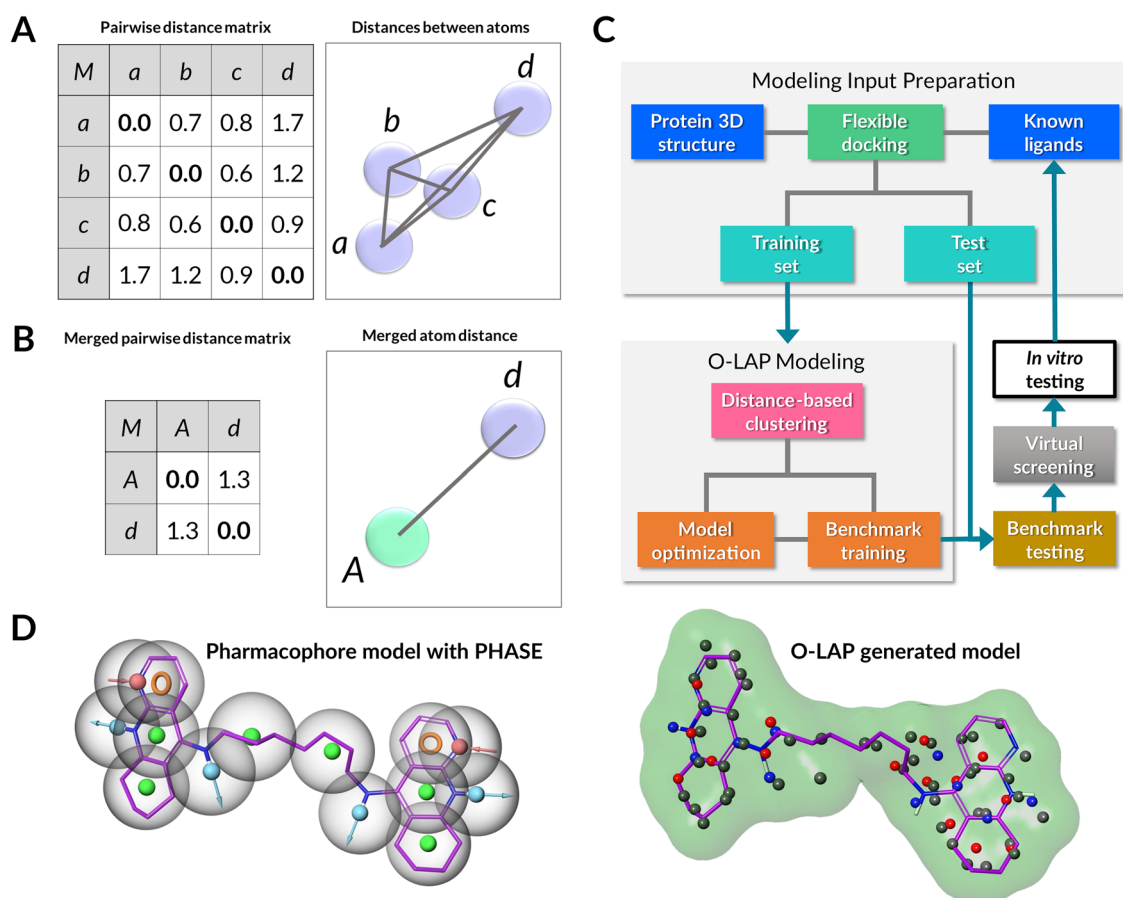 A
Pairwise distance matrix
M a b c d
a 0.0 0.7 0.8 1.7
b 0.7 0.0 0.6 1.2
c 0.8 0.6 0.0 0.9
d 1.7 1.2 0.9 0.0
Distances between atoms
d
b
c
a
B
Merged pairwise distance matrix
M A d
A 0.0 1.3
d 1.3 0.0
Merged atom distance
d
A
C
Modeling Input Preparation
Protein 3D
structure
Flexible
docking
Known
ligands
Training
set
Test
set
O-LAP Modeling
Distance-based
clustering
Model
optimization
Benchmark
training
In vitro
testing
Virtual
screening
Benchmark
testing
D
Pharmacophore model with PHASE
O-LAP generated model